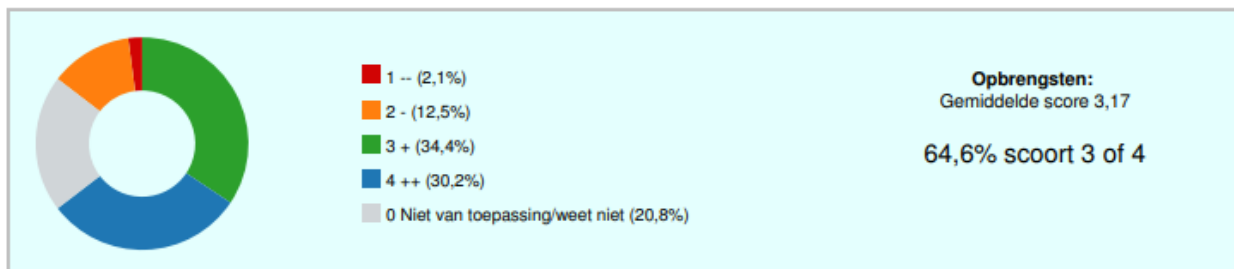 1 -- (2,1%)
2 - (12,5%)
3 + (34,4%)
4 ++ (30,2%)
0 Niet van toepassing/weet niet (20,8%)
Opbrengsten:
Gemiddelde score 3,17
64,6% scoort 3 of 4